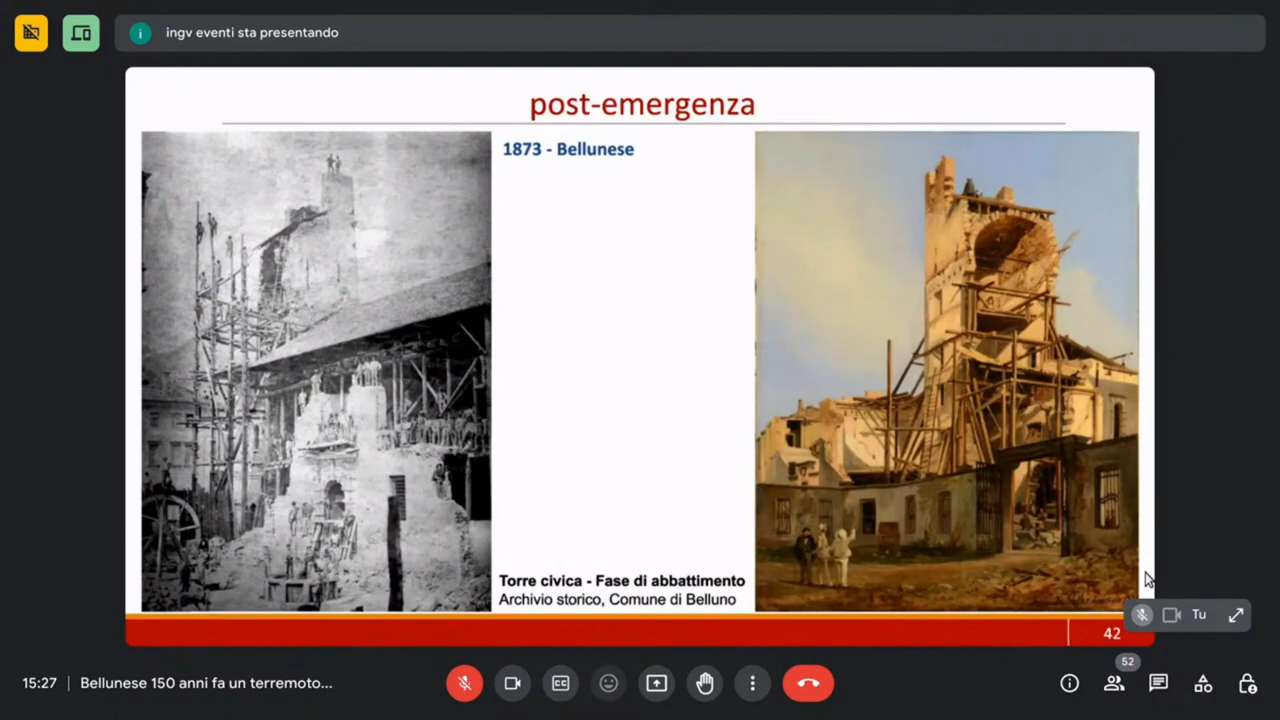 ingv eventi sta presentando
post-emergenza
1873 - Bellunese
Torre civica - Fase di abbattimento
Archivio storico, Comune di Belluno
42
Tu
15:27 | Bellunese 150 anni fa un terremoto...
52